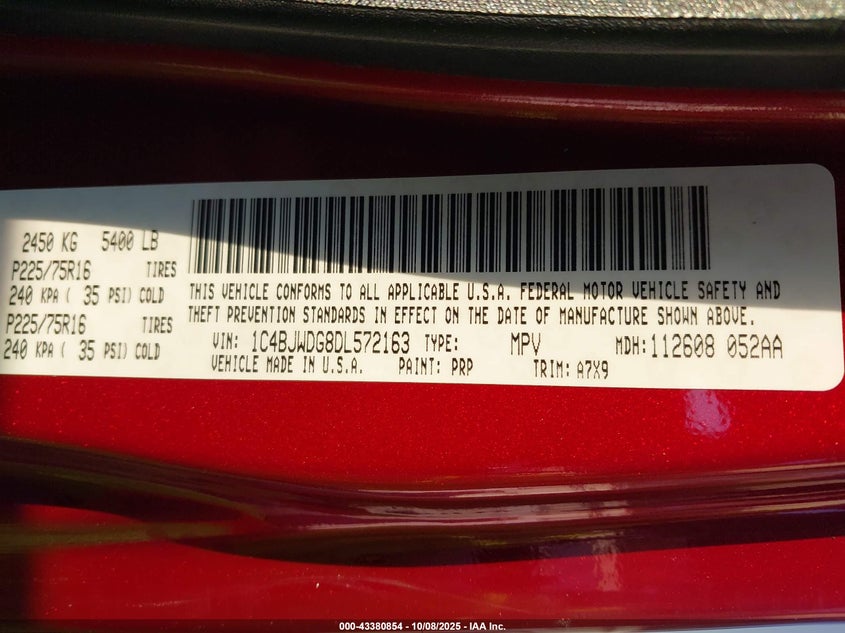 2450 KG 5400 LB
P225/75R16 TIRES
240 KPA ( 35 PSI) COLD
P225/75R16 TIRES
240 KPA ( 35 PSI) COLD
THIS VEHICLE CONFORMS TO ALL APPLICABLE U.S.A. FEDERAL MOTOR VEHICLE SAFETY AND
THEFT PREVENTION STANDARDS IN EFFECT ON THE DATE OF MANUFACTURE SHOWN ABOVE.
VIN: 1C4BJWDG8DL572163 TYPE: MPV MDH: 112608 052AA
VEHICLE MADE IN U.S.A. PAINT: PRP TRIM: A7X9
000-43380854 | 10/08/2025 - IAA Inc.